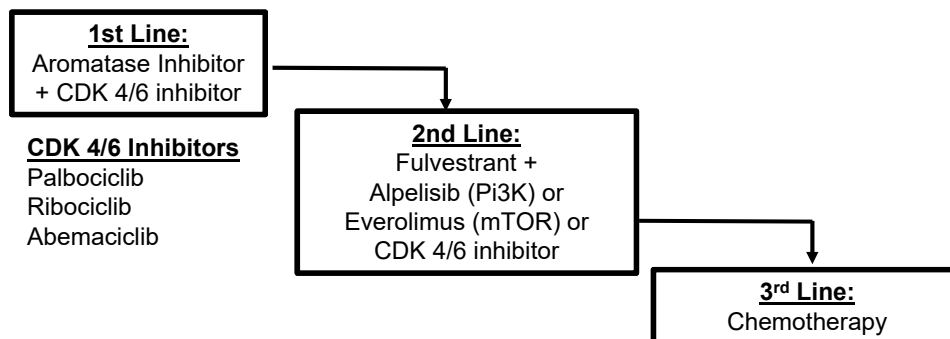 1st Line:
Aromatase Inhibitor
+ CDK 4/6 inhibitor
CDK 4/6 Inhibitors
Palbociclib
Ribociclib
Abemaciclib
2nd Line:
Fulvestrant +
Alpelisib (Pi3K) or
Everolimus (mTOR) or
CDK 4/6 inhibitor
3rd Line:
Chemotherapy